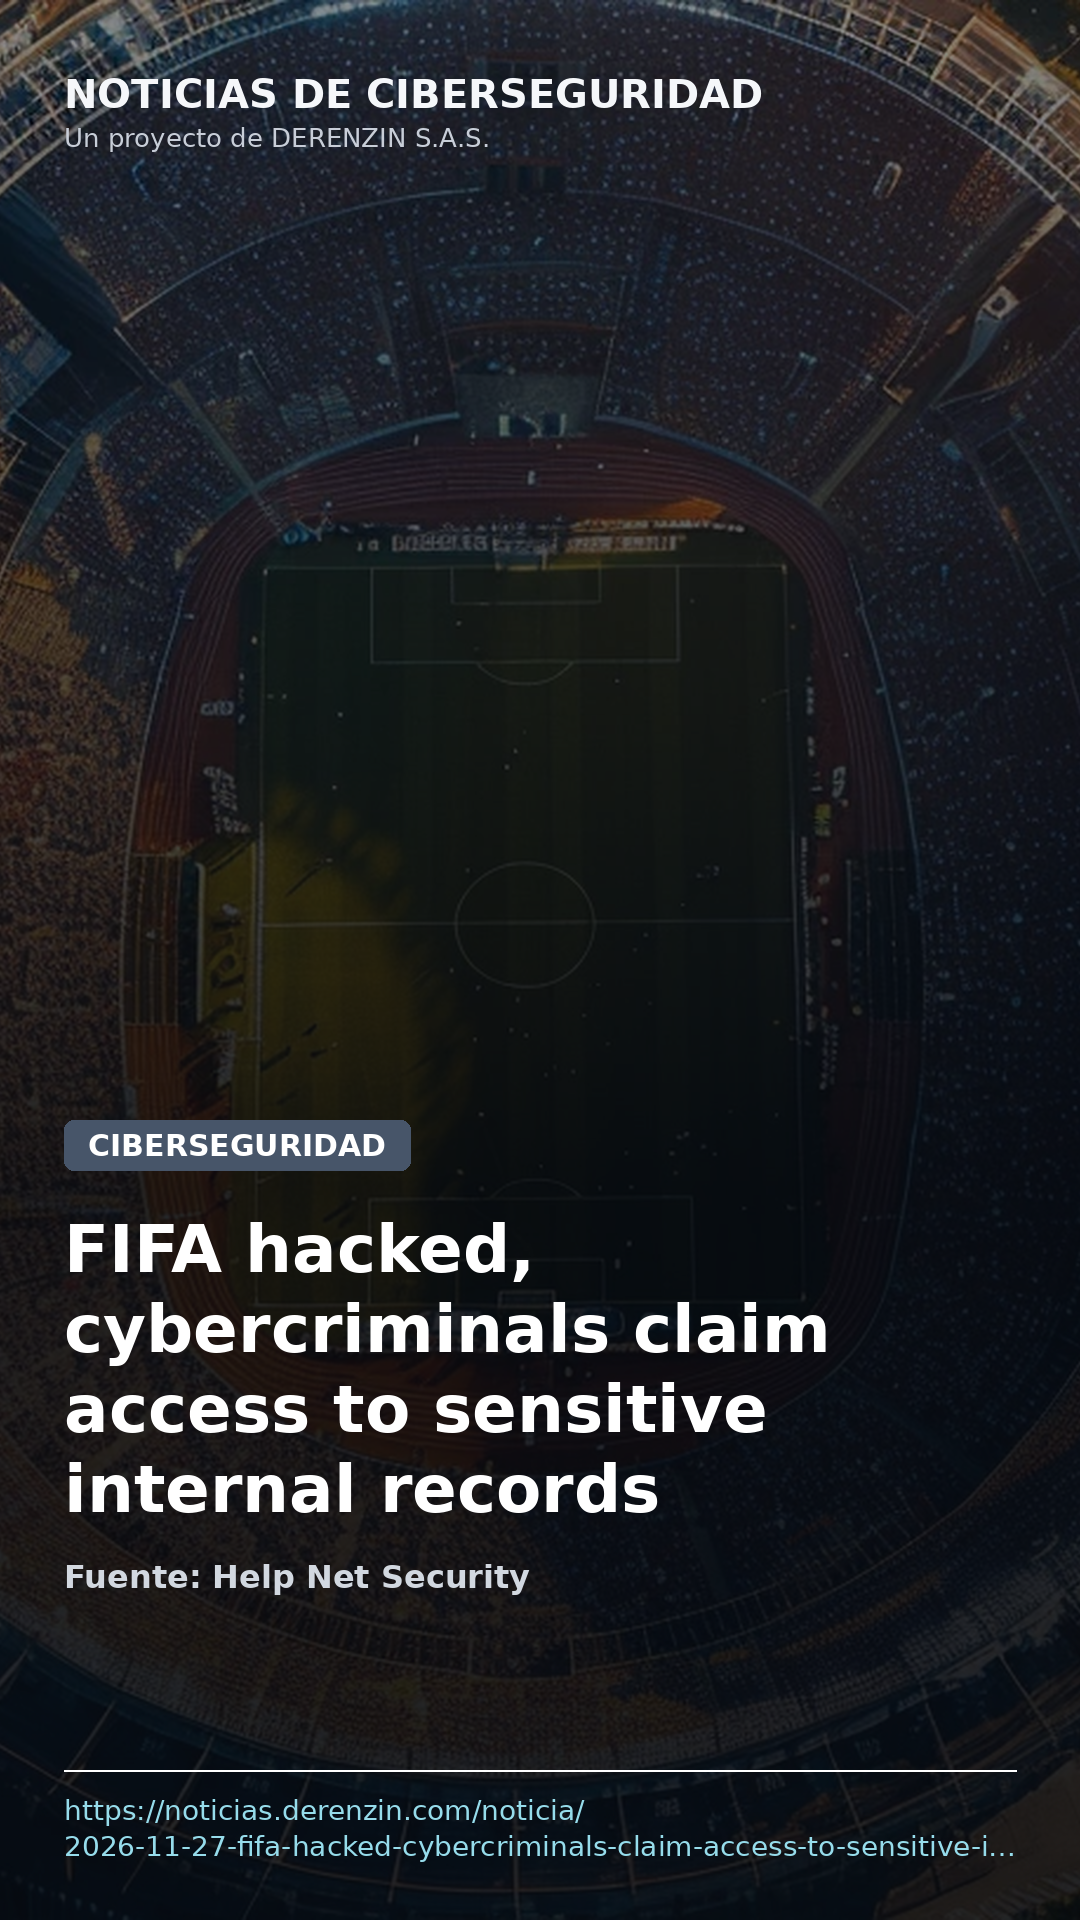 NOTICIAS DE CIBERSEGURIDAD
Un proyecto de DERENZIN S.A.S.
CIBERSEGURIDAD
FIFA hacked,
cybercriminals claim
access to sensitive
internal records
Fuente: Help Net Security
https://noticias.derenzin.com/noticia/
2026-11-27-fifa-hacked-cybercriminals-claim-access-to-sensitive-i...